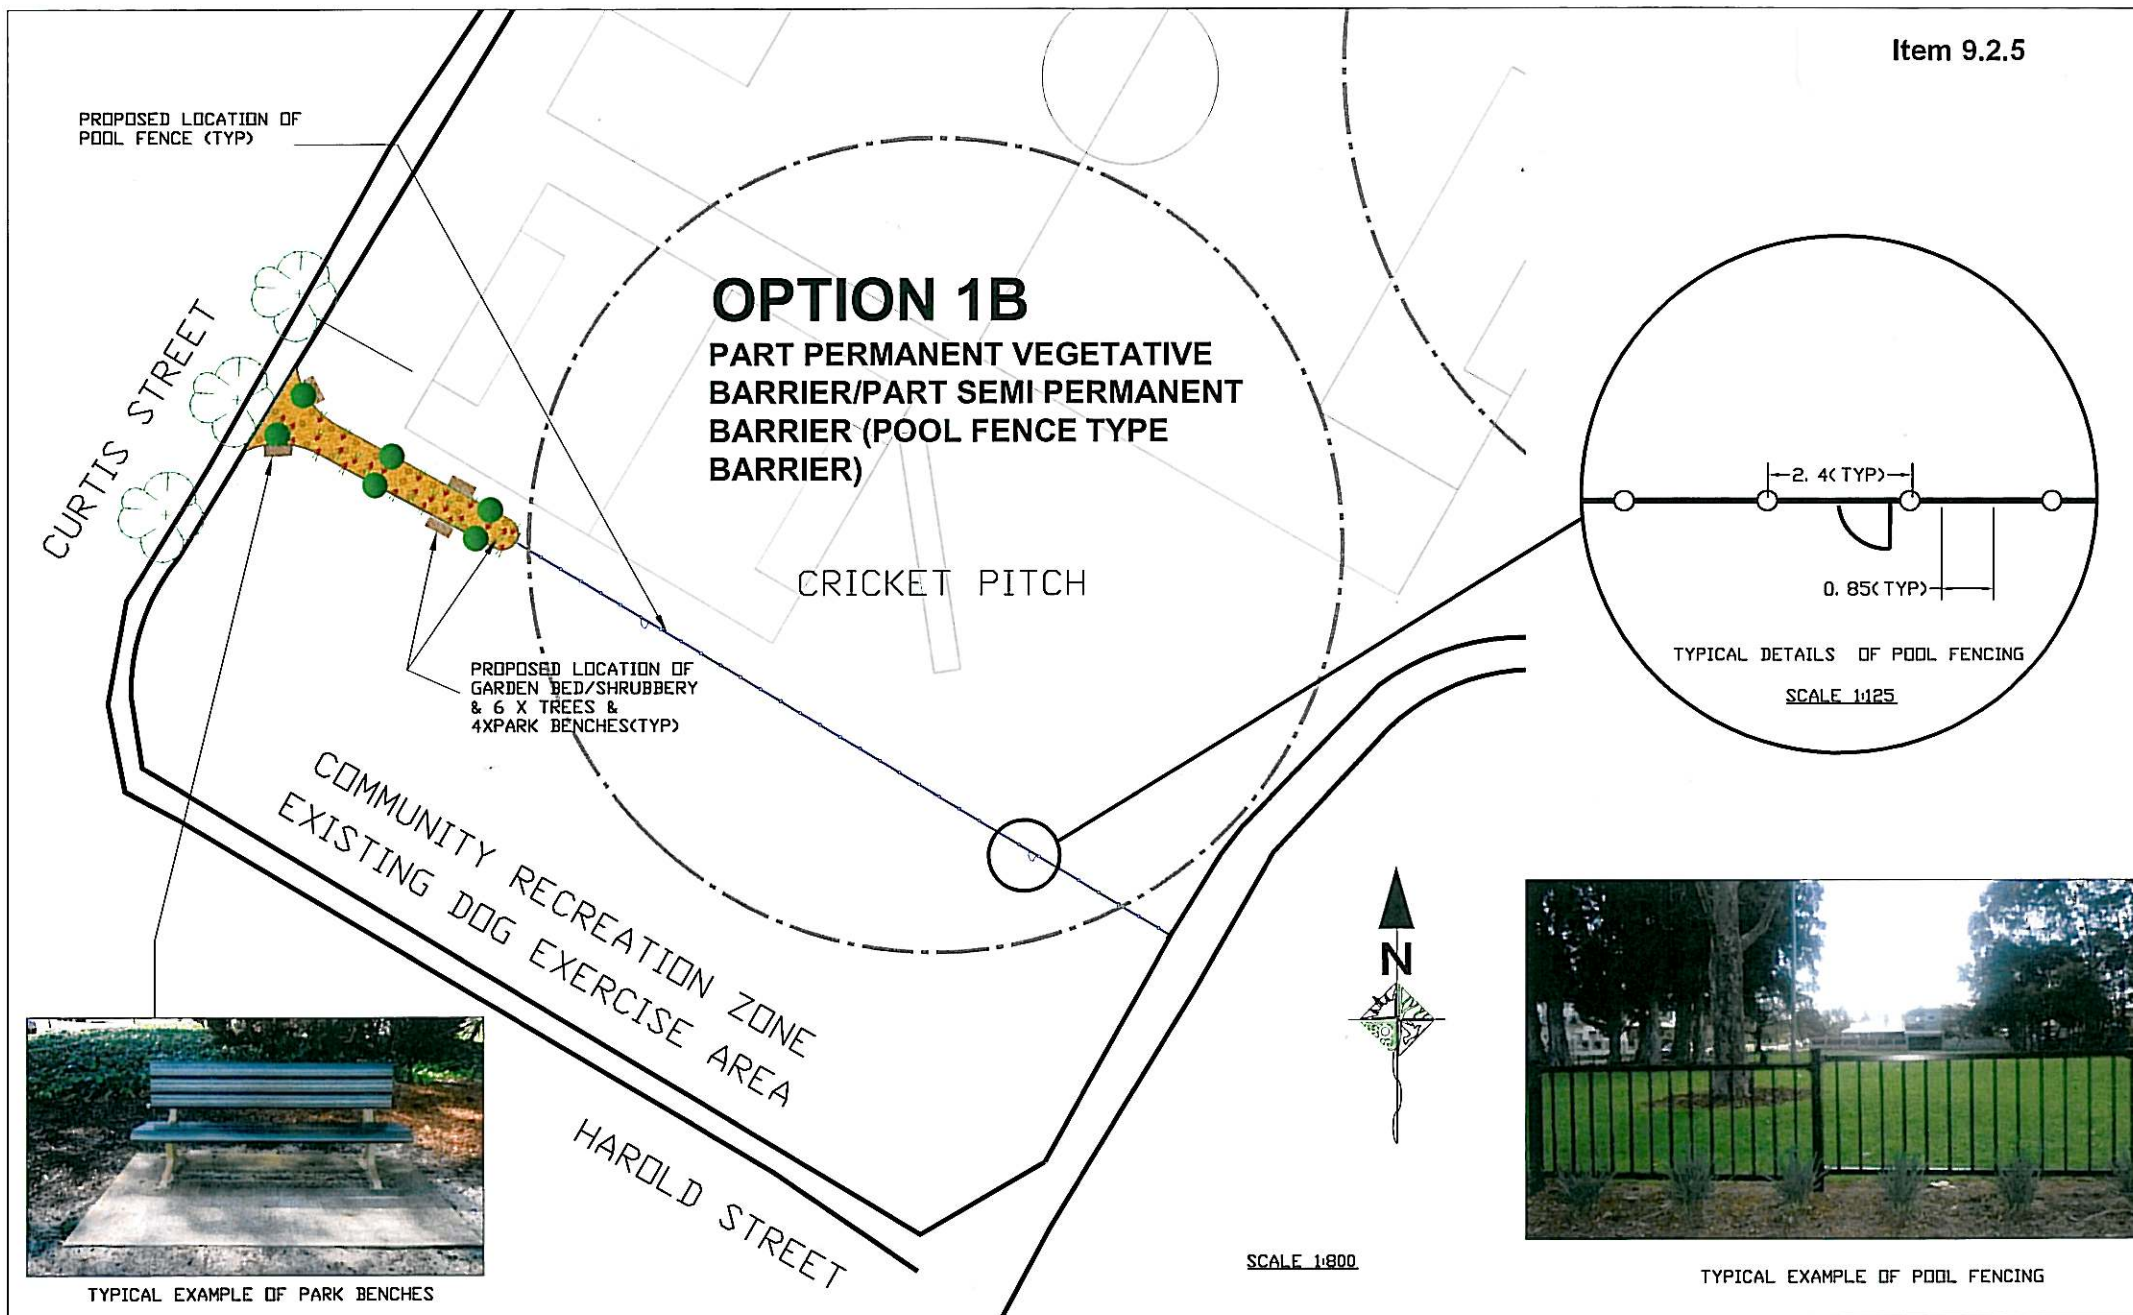 Item 9.2.5
PROPOSED LOCATION OF
POOL FENCE (TYP)
OPTION 1B
PART PERMANENT VEGETATIVE
BARRIER/PART SEMI PERMANENT
BARRIER (POOL FENCE TYPE
BARRIER)
CURTIS STREET
CRICKET PITCH
2.4(TYP)
0.85(TYP)
TYPICAL DETAILS OF POOL FENCING
SCALE 1:125
PROPOSED LOCATION OF
GARDEN BED/SHRUBBERY
& 6 X TREES &
4XPARK BENCHES(TYP)
COMMUNITY RECREATION ZONE
EXISTING DOG EXERCISE AREA
HAROLD STREET
N
SCALE 1:800
TYPICAL EXAMPLE OF PARK BENCHES
TYPICAL EXAMPLE OF POOL FENCING